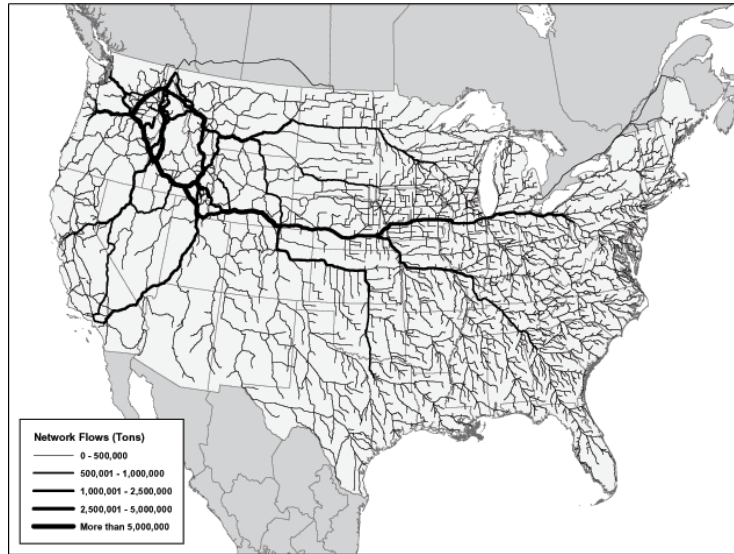 Network Flows (Tons)
0 - 500,000
500,001 - 1,000,000
1,000,001 - 2,500,000
2,500,001 - 5,000,000
More than 5,000,000